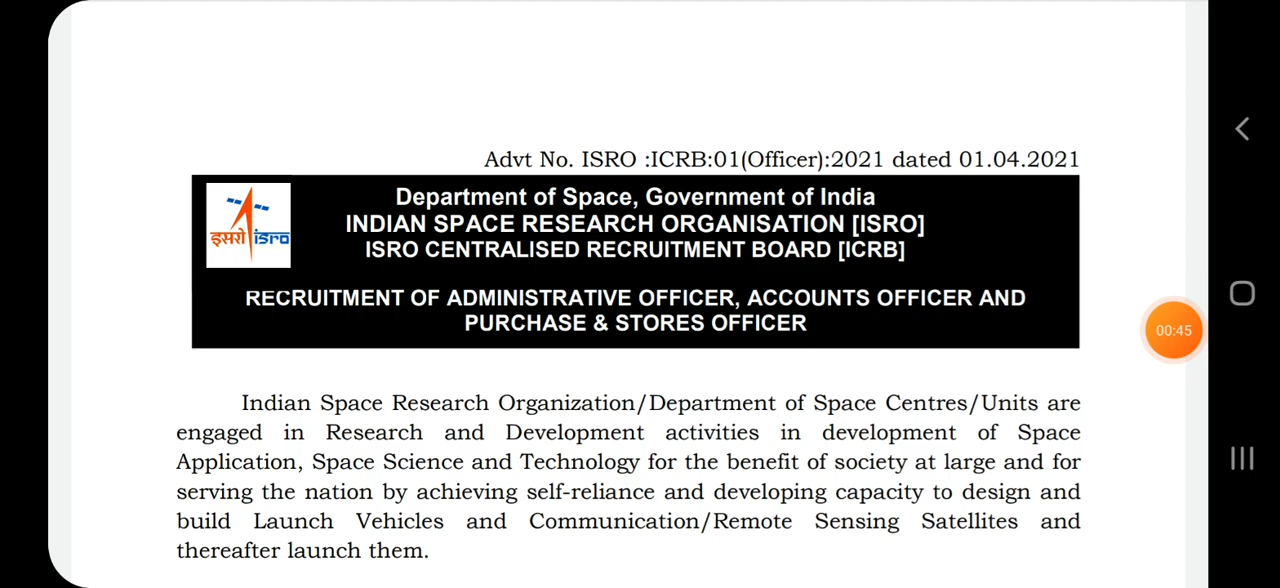 Advt No. ISRO :ICRB:01(Officer):2021 dated 01.04.2021
Department of Space, Government of India
INDIAN SPACE RESEARCH ORGANISATION [ISRO]
ISRO CENTRALISED RECRUITMENT BOARD [ICRB]
इसरो isro
RECRUITMENT OF ADMINISTRATIVE OFFICER, ACCOUNTS OFFICER AND
PURCHASE & STORES OFFICER
00:45
Indian Space Research Organization/Department of Space Centres/Units are
engaged in Research and Development activities in development of Space
Application, Space Science and Technology for the benefit of society at large and for
serving the nation by achieving self-reliance and developing capacity to design and
build Launch Vehicles and Communication/Remote Sensing Satellites and
thereafter launch them.